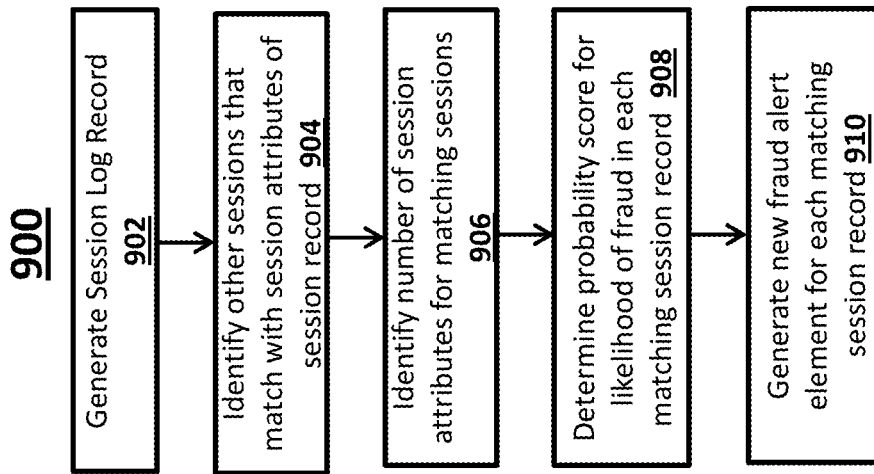 900
Generate Session Log Record
902
Identify other sessions that
match with session attributes of
session record 904
Identify number of session
attributes for matching sessions
906
Determine probability score for
likelihood of fraud in each
matching session record 908
Generate new fraud alert
element for each matching
session record 910